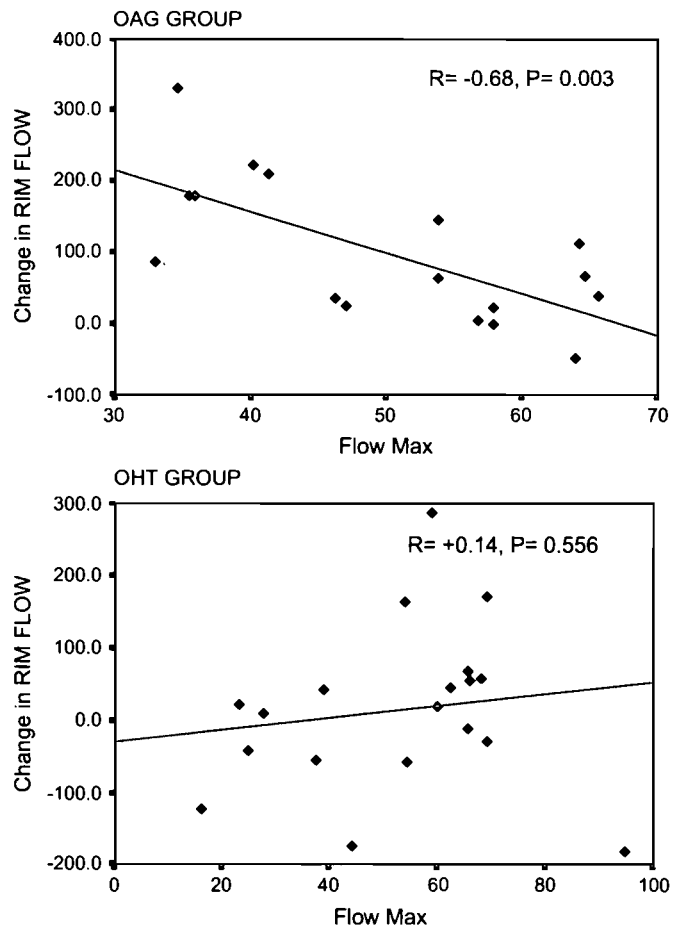 OAG GROUP
400.0
300.0
200.0
100.0
0.0
-100.0
Change in RIM FLOW
R= -0.68, P= 0.003
30 40 50 60 70
Flow Max
OHT GROUP
300.0
200.0
100.0
0.0
-100.0
-200.0
Change in RIM FLOW
R= +0.14, P= 0.556
0 20 40 60 80 100
Flow Max